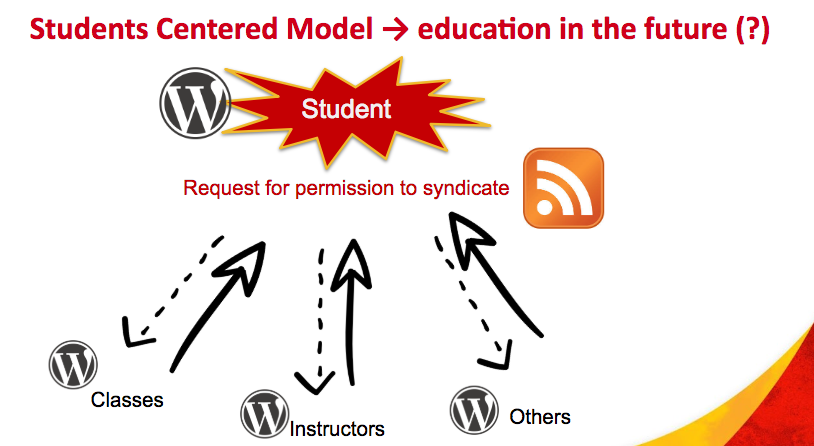 Students Centered Model → education in the future (?)
Student
Request for permission to syndicate
Classes
Instructors
Others